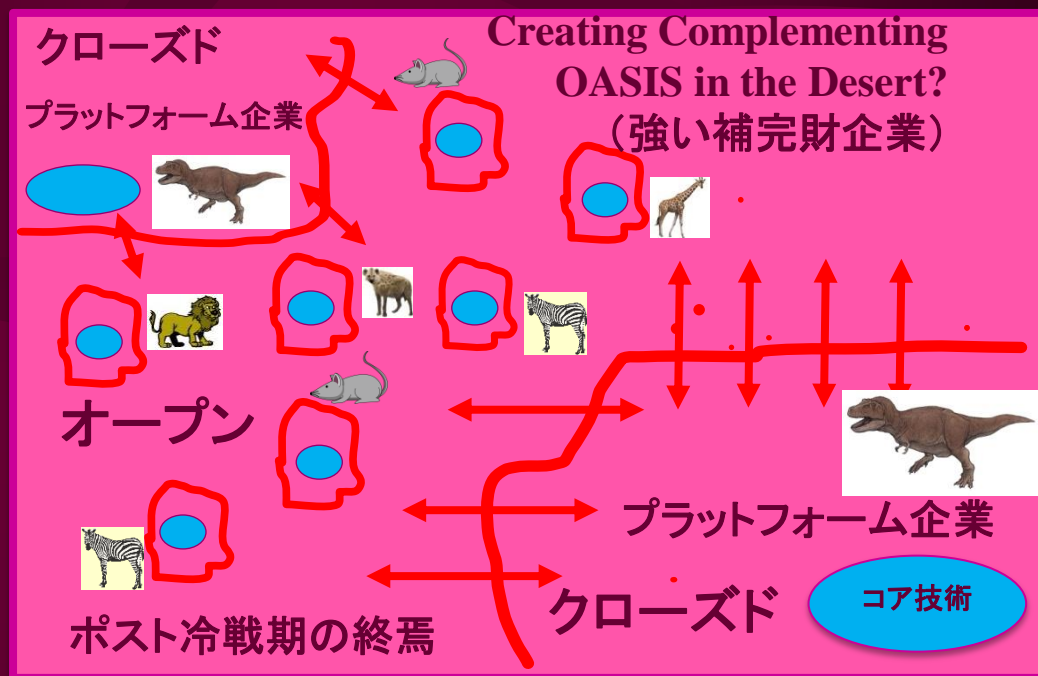 クローズド
プラットフォーム企業
Creating Complementing
OASIS in the Desert?
（強い補完財企業）
オープン
プラットフォーム企業
クローズド
コア技術
ポスト冷戦期の終焉